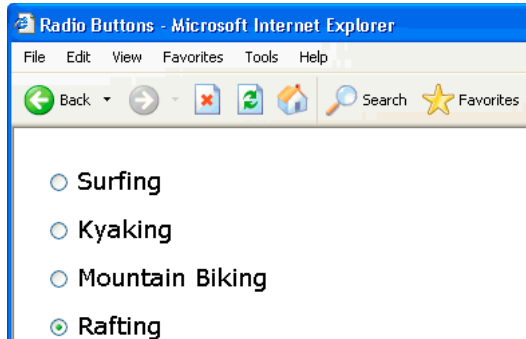 Radio Buttons - Microsoft Internet Explorer
File Edit View Favorites Tools Help
Back Search Favorites
Surfing
Kyaking
Mountain Biking
Rafting